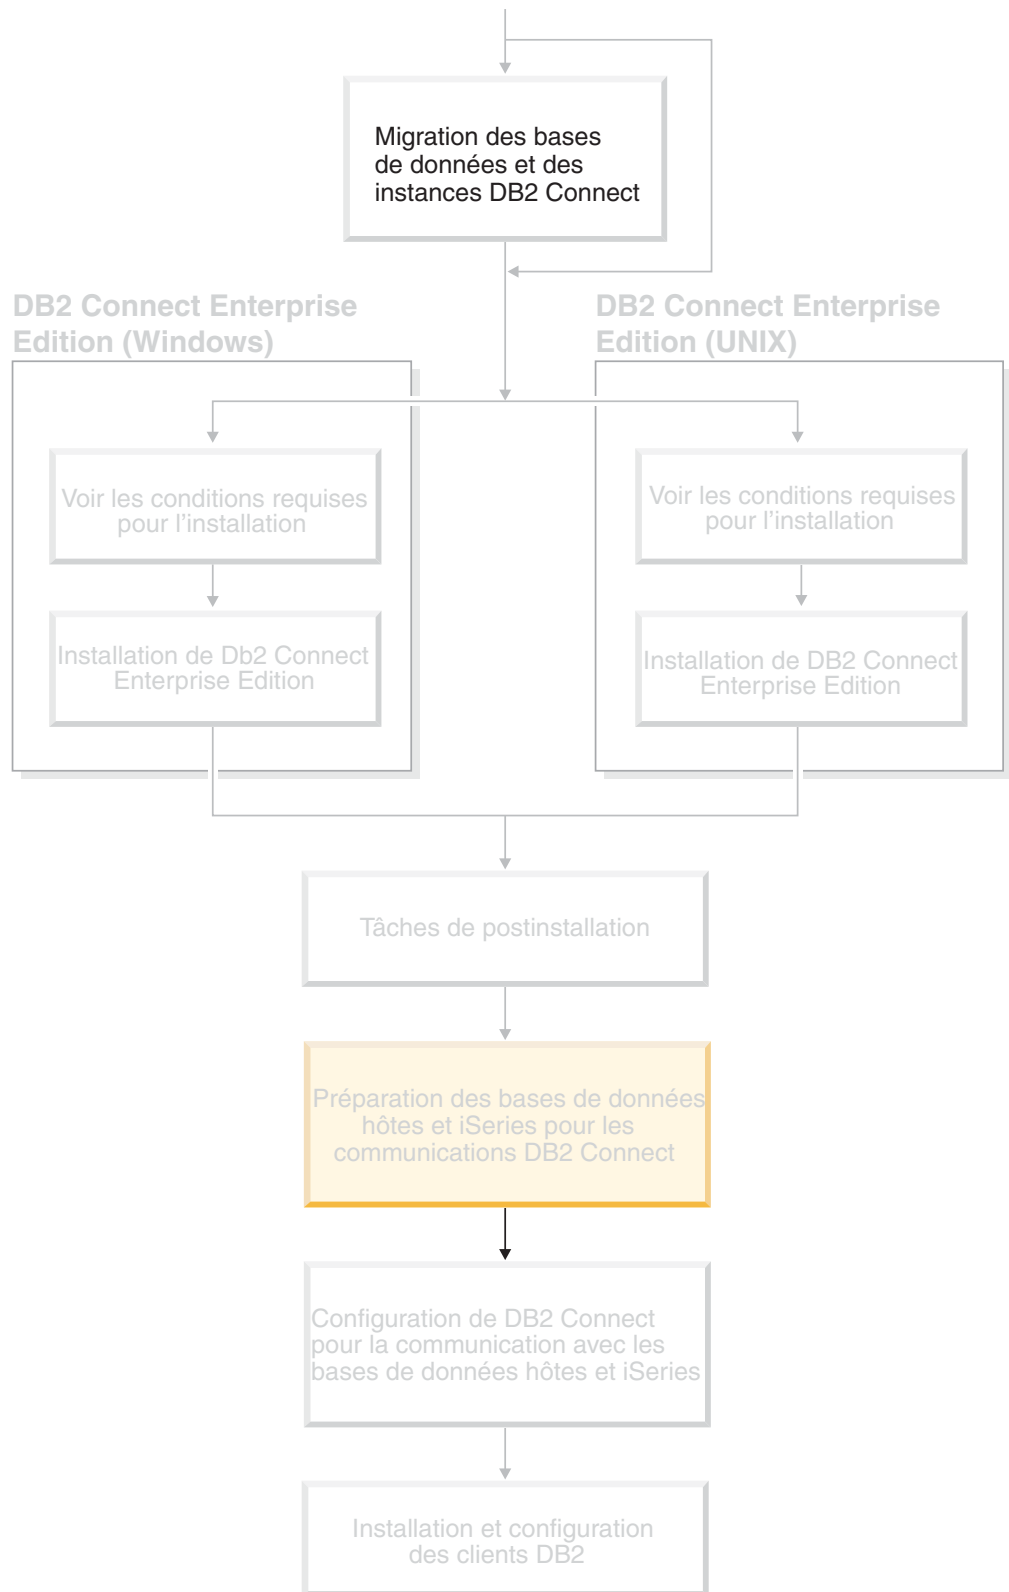 Migration des bases
de données et des
instances DB2 Connect
DB2 Connect Enterprise
Edition (Windows)
DB2 Connect Enterprise
Edition (UNIX)
Voir les conditions requises
pour l'installation
Voir les conditions requises
pour l'installation
Installation de Db2 Connect
Enterprise Edition
Installation de DB2 Connect
Enterprise Edition
Tâches de postinstallation
Préparation des bases de données
hôtes et iSeries pour les
communications DB2 Connect
Configuration de DB2 Connect
pour la communication avec les
bases de données hôtes et iSeries
Installation et configuration
des clients DB2